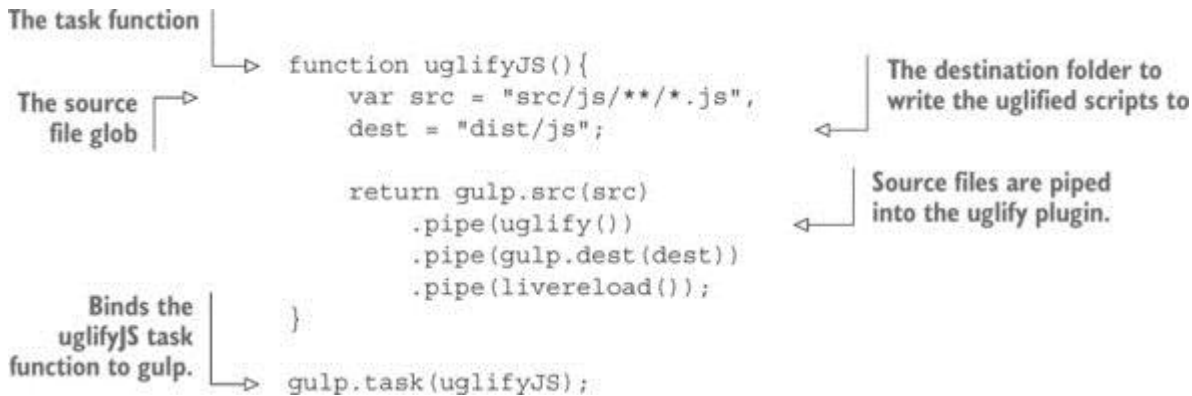 The task function
function uglifyJS(){
The source
file glob
var src = "src/js/**/*.js",
dest = "dist/js";
The destination folder to
write the uglified scripts to
return gulp.src(src)
.pipe(uglify())
.pipe(gulp.dest(dest))
.pipe(livereload());
Source files are piped
into the uglify plugin.
}
Binds the
uglifyJS task
function to gulp.
gulp.task(uglifyJS);